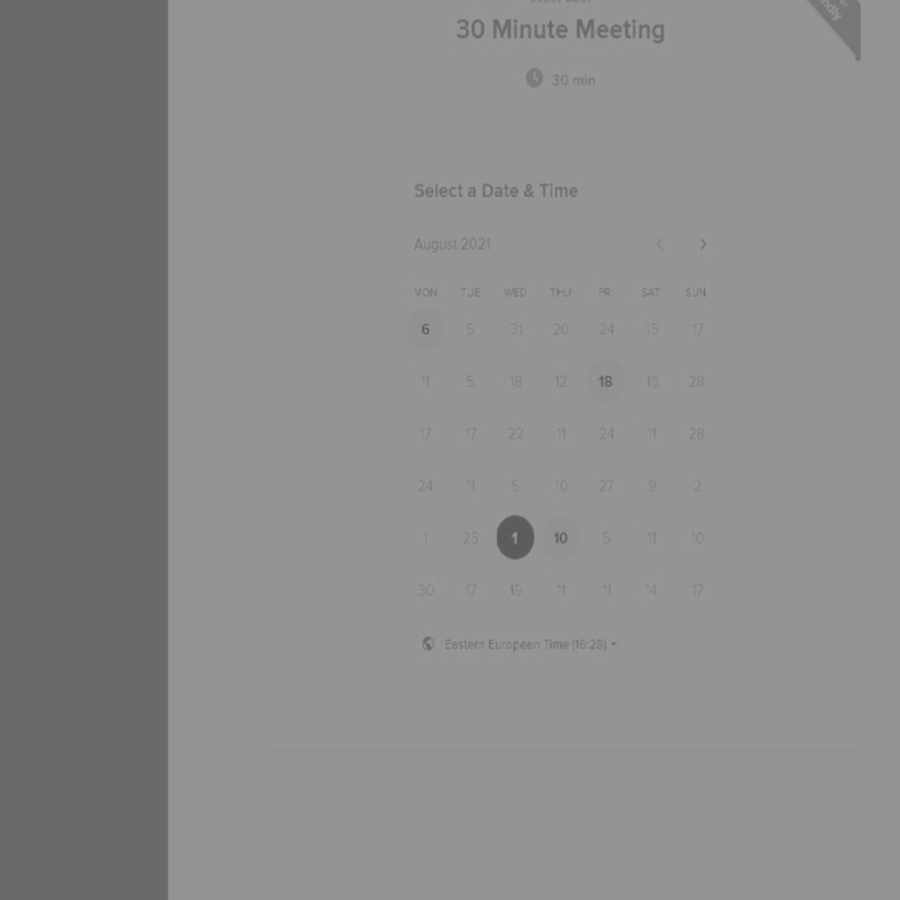 30 Minute Meeting
30 min
Select a Date & Time
August 2021
MON TUE WED THU FR SAT SUN
6 5 31 20 24 15 17
11 5 18 12 18 15 28
17 17 22 11 24 11 28
24 11 5 10 27 9 2
1 25 1 10 5 11 10
30 17 19 11 11 14 17
Eastern European Time (16:28)